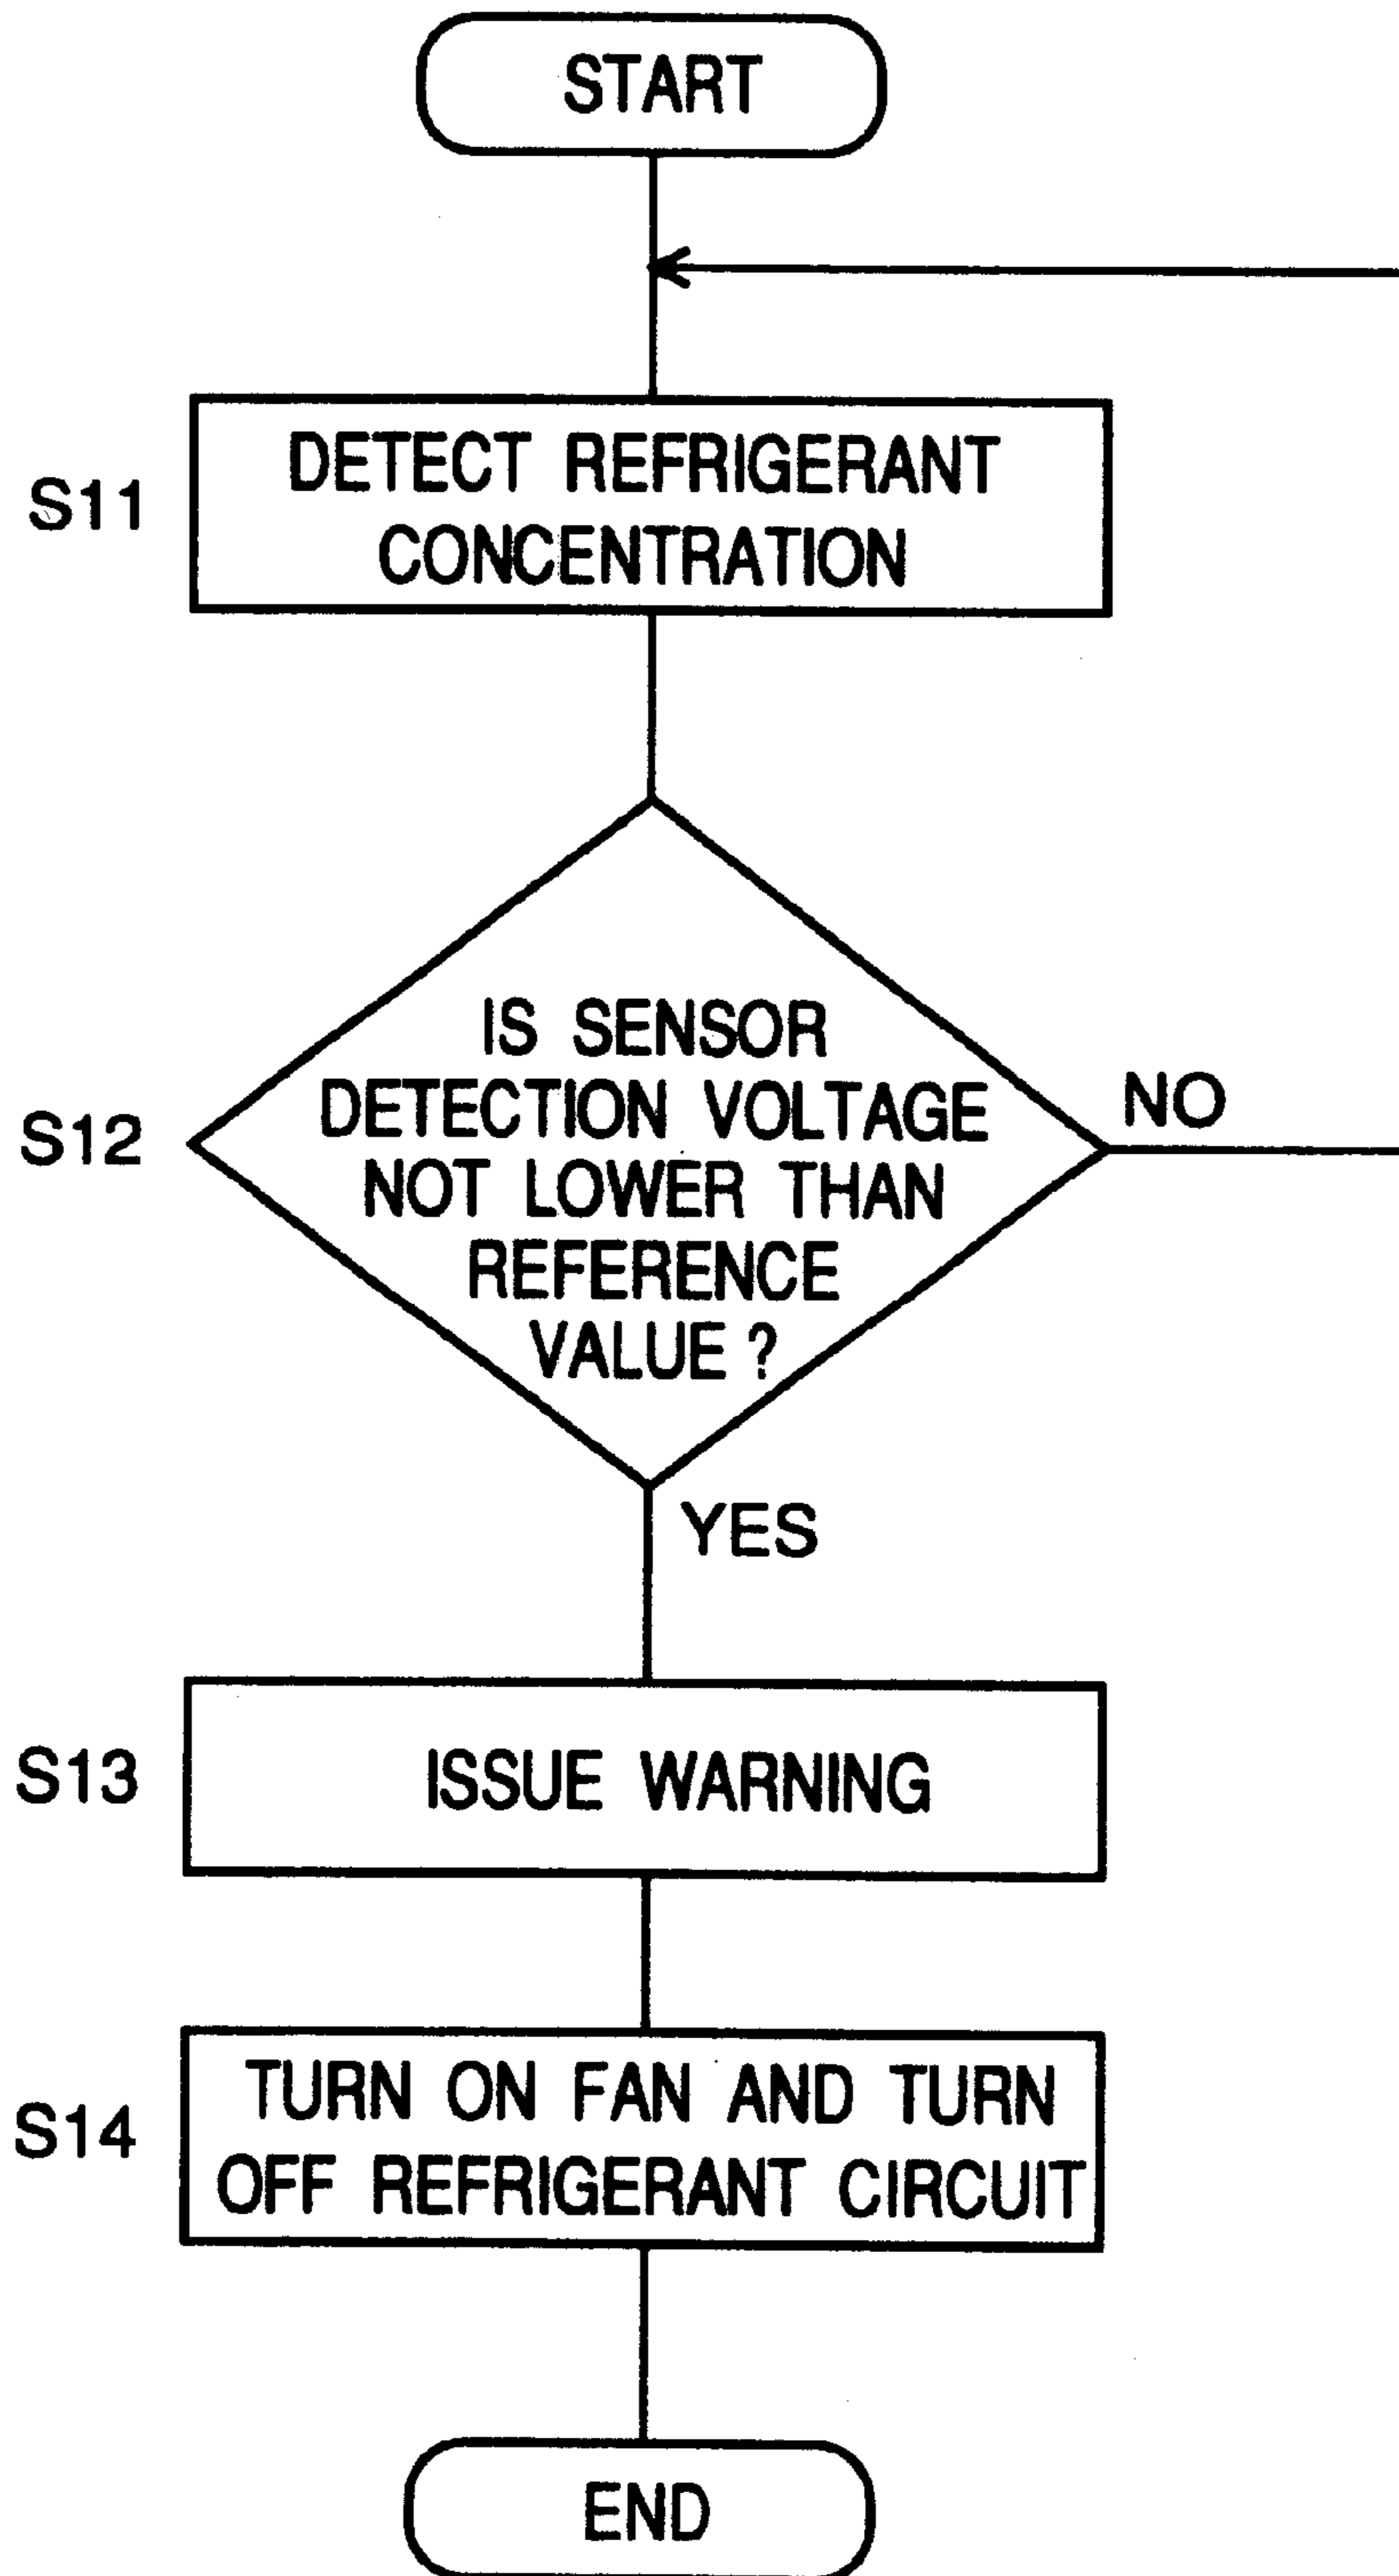 START
S11
DETECT REFRIGERANT
CONCENTRATION
S12
IS SENSOR
DETECTION VOLTAGE
NOT LOWER THAN
REFERENCE
VALUE ?
NO
YES
S13
ISSUE WARNING
S14
TURN ON FAN AND TURN
OFF REFRIGERANT CIRCUIT
END